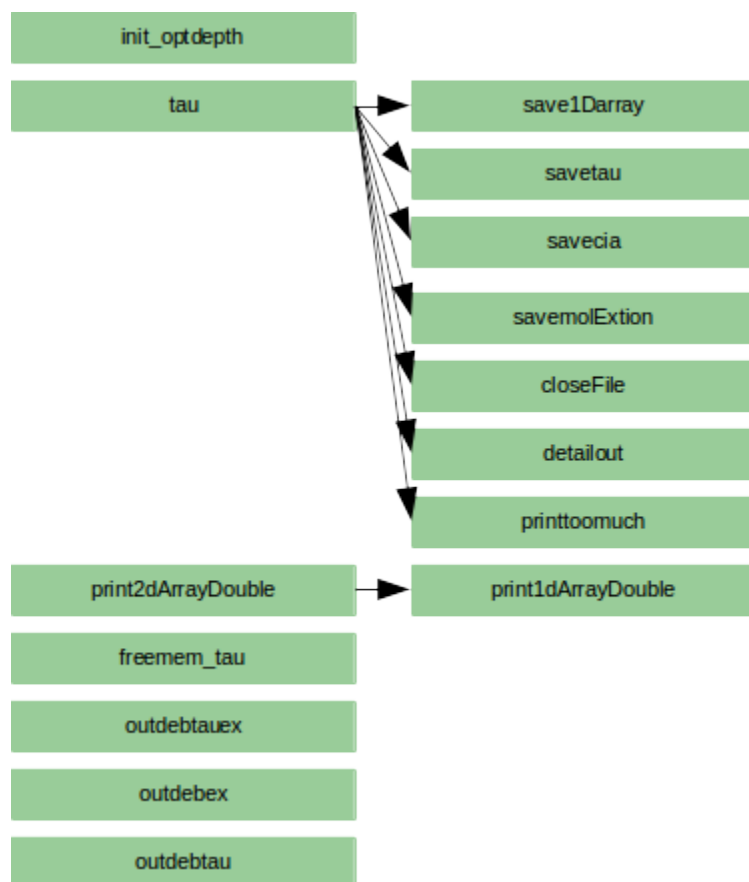 init_optdepth
tau
save1Darray
savetau
savecia
savemolExtion
closeFile
detailout
printtoomuch
print2dArrayDouble
print1dArrayDouble
freemem_tau
outdebtauex
outdebex
outdebtau